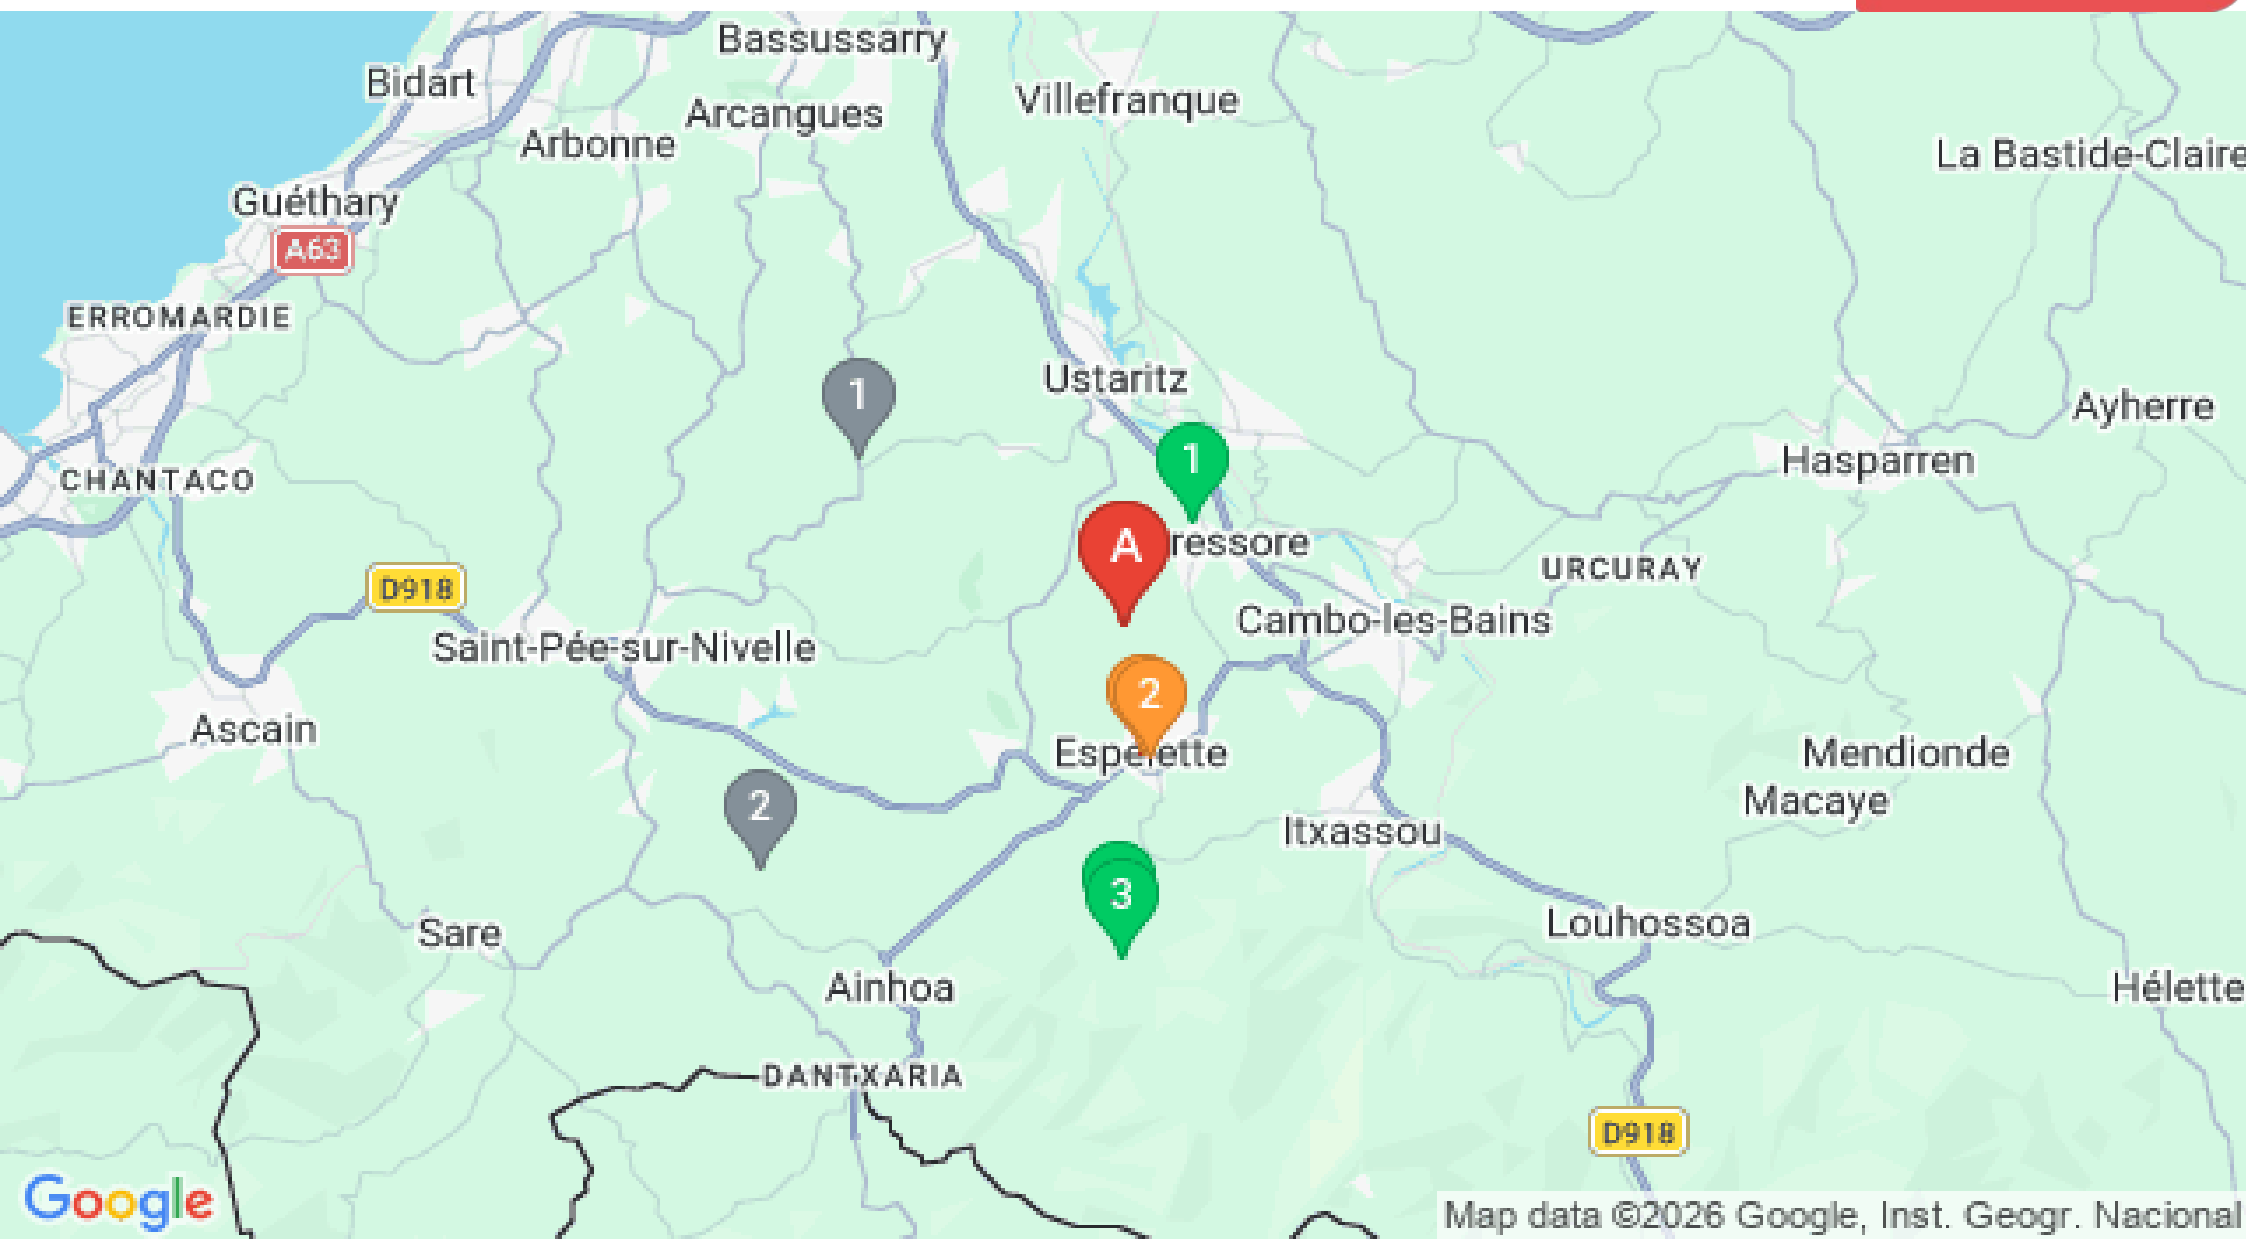 Bassussarry
Bidart
Villefranque
Arcangues
Arbonne
La Bastide-Claire
Guéthary
A63
ERROMARDIE
Ustaritz
1
Ayherre
1
Hasparren
CHANTACO
A
ressore
URCURAY
D918
Cambo-les-Bains
Saint-Pée-sur-Nivelle
2
Ascain
Espelette
Mendionde
2
Macaye
Itxassou
3
Louhossoa
Sare
Ainhoa
Hélette
DANTXARIA
D918
Google
Map data ©2026 Google, Inst. Geogr. Nacional